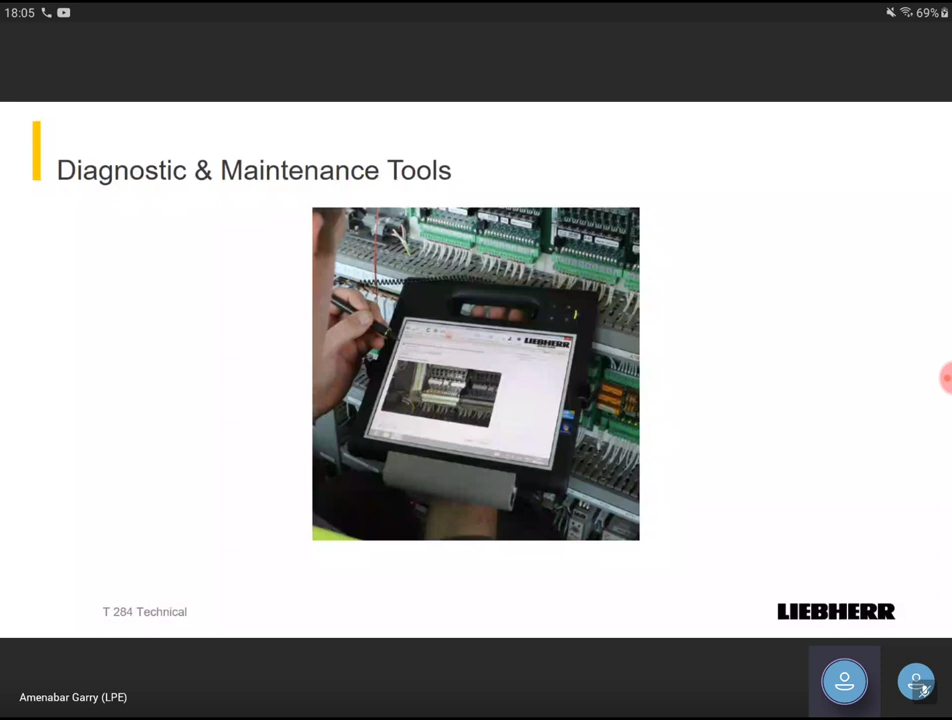 18:05
69%
Diagnostic & Maintenance Tools
LIEBHERR
T 284 Technical
LIEBHERR
Amenabar Garry (LPE)